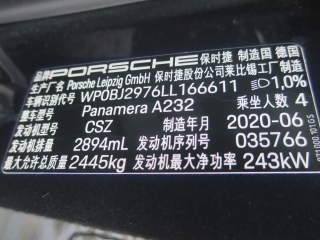 品牌 PORSCHE 保时捷 制造国 德国
生产厂名 Porsche Leipzig GmbH 保时捷股份公司莱比锡工厂制造
车辆识别代号 WP0BJ2976LL166611 1,0%
整车型号 Panamera A232 乘坐人数 4
发动机型号 CSZ 制造年月 2020-06
发动机排量 2894mL 发动机序列号 035766
最大允许总质量 2445kg 发动机最大净功率 243kW